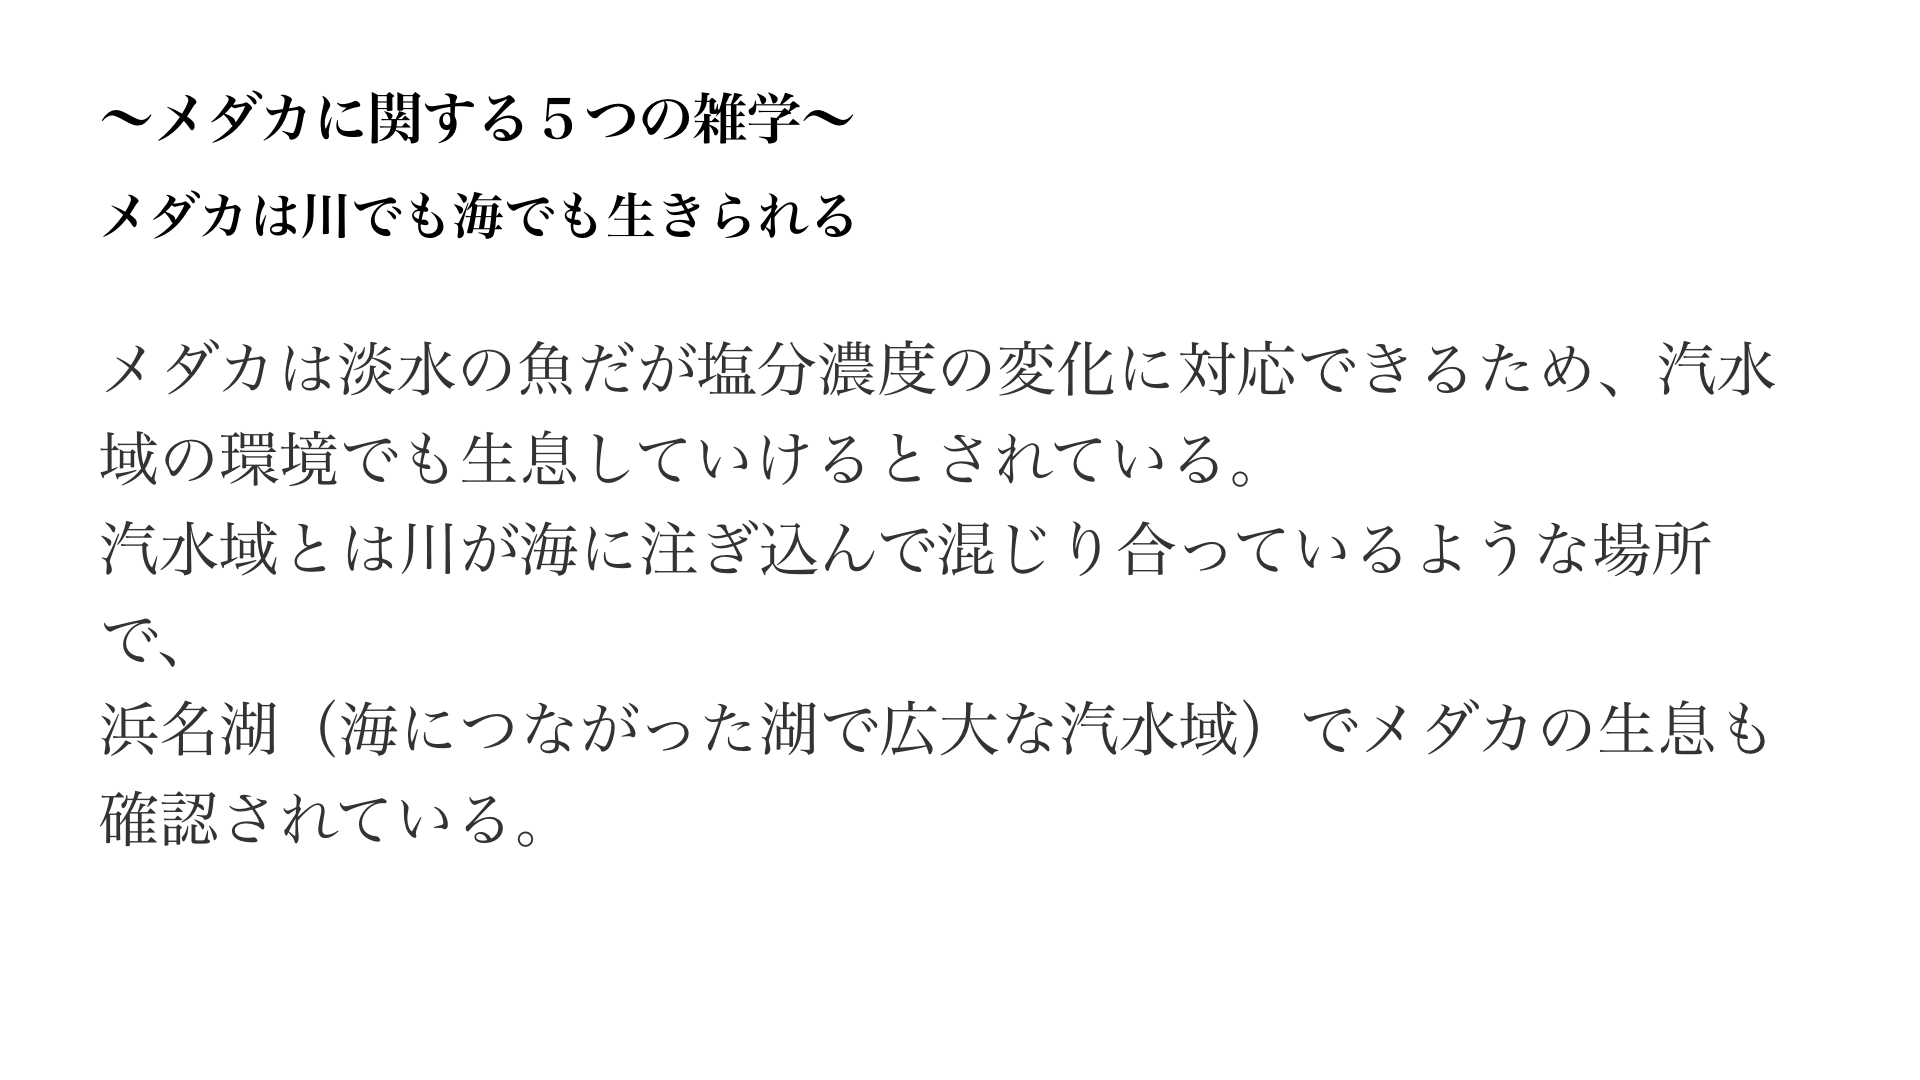 〜メダカに関する５つの雑学〜
メダカは川でも海でも生きられる
メダカは淡水の魚だが塩分濃度の変化に対応できるため、汽水
域の環境でも生息していけるとされている。
汽水域とは川が海に注ぎ込んで混じり合っているような場所
で、
浜名湖（海につながった湖で広大な汽水域）でメダカの生息も
確認されている。